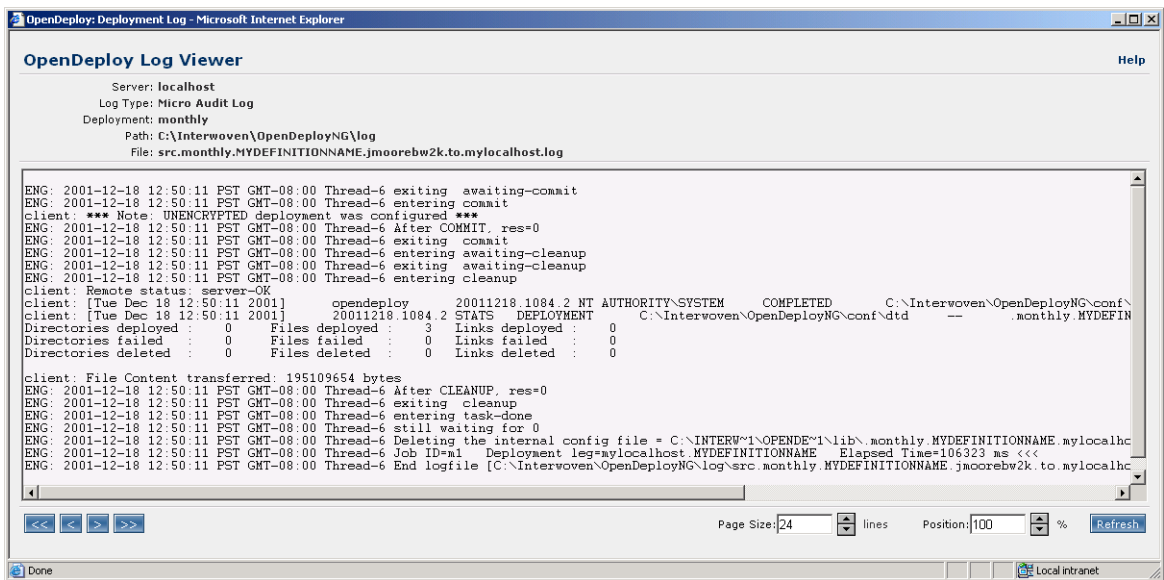 OpenDeploy: Deployment Log - Microsoft Internet Explorer
OpenDeploy Log Viewer
Help
Server: localhost
Log Type: Micro Audit Log
Deployment: monthly
Path: C:\Interwoven\OpenDeployNG\log
File: src.monthly.MYDEFINITIONNAME.jmoorebw2k.to.mylocalhost.log
ENG: 2001-12-18 12:50:11 PST GMT-08:00 Thread-6 exiting  awaiting-commit
ENG: 2001-12-18 12:50:11 PST GMT-08:00 Thread-6 entering commit
client: *** Note: UNENCRYPTED deployment was configured ***
ENG: 2001-12-18 12:50:11 PST GMT-08:00 Thread-6 After COMMIT, res=0
ENG: 2001-12-18 12:50:11 PST GMT-08:00 Thread-6 exiting  commit
ENG: 2001-12-18 12:50:11 PST GMT-08:00 Thread-6 entering awaiting-cleanup
ENG: 2001-12-18 12:50:11 PST GMT-08:00 Thread-6 exiting  awaiting-cleanup
ENG: 2001-12-18 12:50:11 PST GMT-08:00 Thread-6 entering cleanup
client: Remote status: server-OK
client: [Tue Dec 18 12:50:11 2001]      opendeploy      20011218.1084.2 NT AUTHORITY\SYSTEM     COMPLETED       C:\Interwoven\OpenDeployNG\conf\
client: [Tue Dec 18 12:50:11 2001]      20011218.1084.2 STATS   DEPLOYMENT      C:\Interwoven\OpenDeployNG\conf\dtd     --      .monthly.MYDEFIN
Directories deployed :    0     Files deployed :    3   Links deployed :    0
Directories failed   :    0     Files failed   :    0   Links failed   :    0
Directories deleted  :    0     Files deleted  :    0   Links deleted  :    0
client: File Content transferred: 195109654 bytes
ENG: 2001-12-18 12:50:11 PST GMT-08:00 Thread-6 After CLEANUP, res=0
ENG: 2001-12-18 12:50:11 PST GMT-08:00 Thread-6 exiting  cleanup
ENG: 2001-12-18 12:50:11 PST GMT-08:00 Thread-6 entering task-done
ENG: 2001-12-18 12:50:11 PST GMT-08:00 Thread-6 still waiting for 0
ENG: 2001-12-18 12:50:11 PST GMT-08:00 Thread-6 Deleting the internal config file = C:\INTERW~1\OPENDE~1\lib\.monthly.MYDEFINITIONNAME.mylocalhc
ENG: 2001-12-18 12:50:11 PST GMT-08:00 Thread-6 Job ID=m1   Deployment leg=mylocalhost.MYDEFINITIONNAME   Elapsed Time=106323 ms <<<
ENG: 2001-12-18 12:50:11 PST GMT-08:00 Thread-6 End logfile [C:\Interwoven\OpenDeployNG\log\src.monthly.MYDEFINITIONNAME.jmoorebw2k.to.mylocalhc
<< < > >> Page Size: 24 lines Position: 100 % Refresh
Done Local intranet